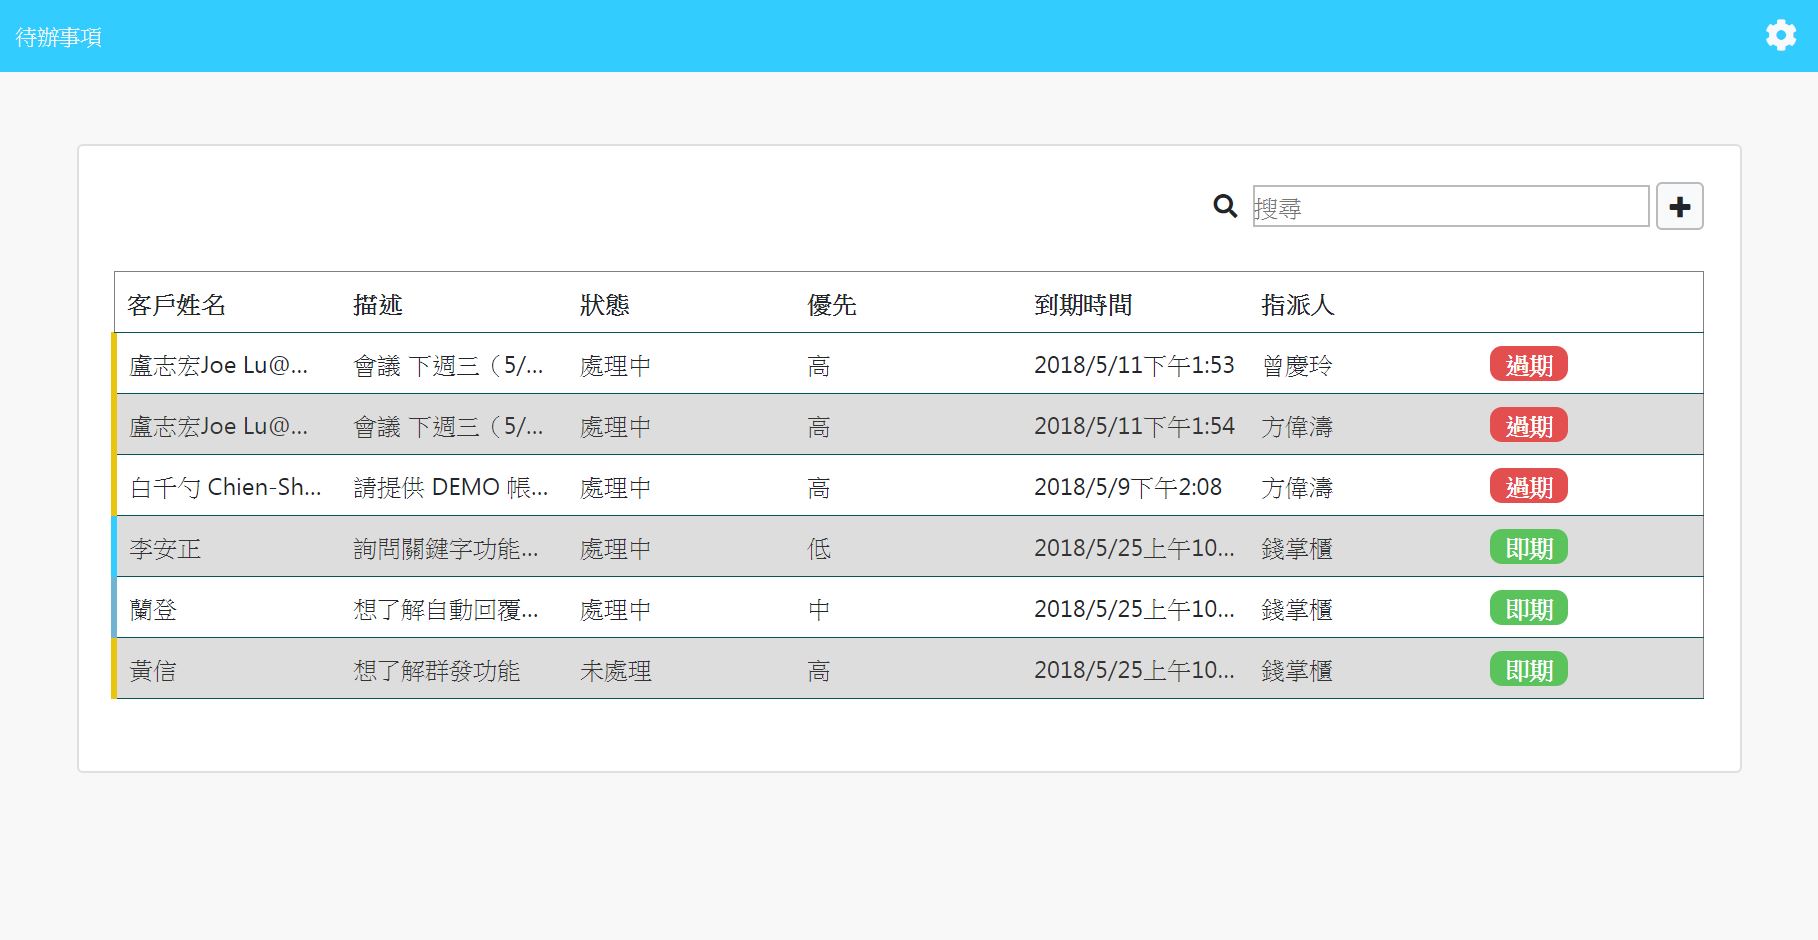 待辦事項
搜尋
客戶姓名 描述 狀態 優先 到期時間 指派人
盧志宏Joe Lu@... 會議 下週三（5/... 處理中 高 2018/5/11下午1:53 曾慶玲 過期
盧志宏Joe Lu@... 會議 下週三（5/... 處理中 高 2018/5/11下午1:54 方偉濤 過期
白千勺 Chien-Sh... 請提供 DEMO 帳... 處理中 高 2018/5/9下午2:08 方偉濤 過期
李安正 詢問關鍵字功能... 處理中 低 2018/5/25上午10... 錢掌櫃 即期
蘭登 想了解自動回覆... 處理中 中 2018/5/25上午10... 錢掌櫃 即期
黃信 想了解群發功能 未處理 高 2018/5/25上午10... 錢掌櫃 即期